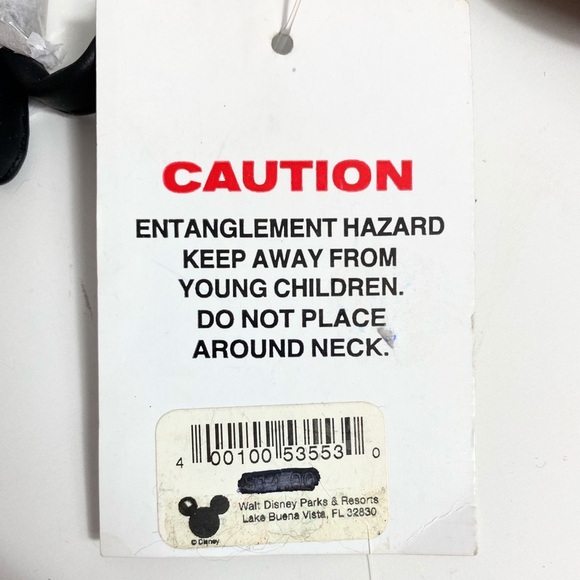 CAUTION
ENTANGLEMENT HAZARD
KEEP AWAY FROM
YOUNG CHILDREN.
DO NOT PLACE
AROUND NECK.
4 00100 53553 0
Walt Disney Parks & Resorts
Lake Buena Vista, FL 32830
© Disney